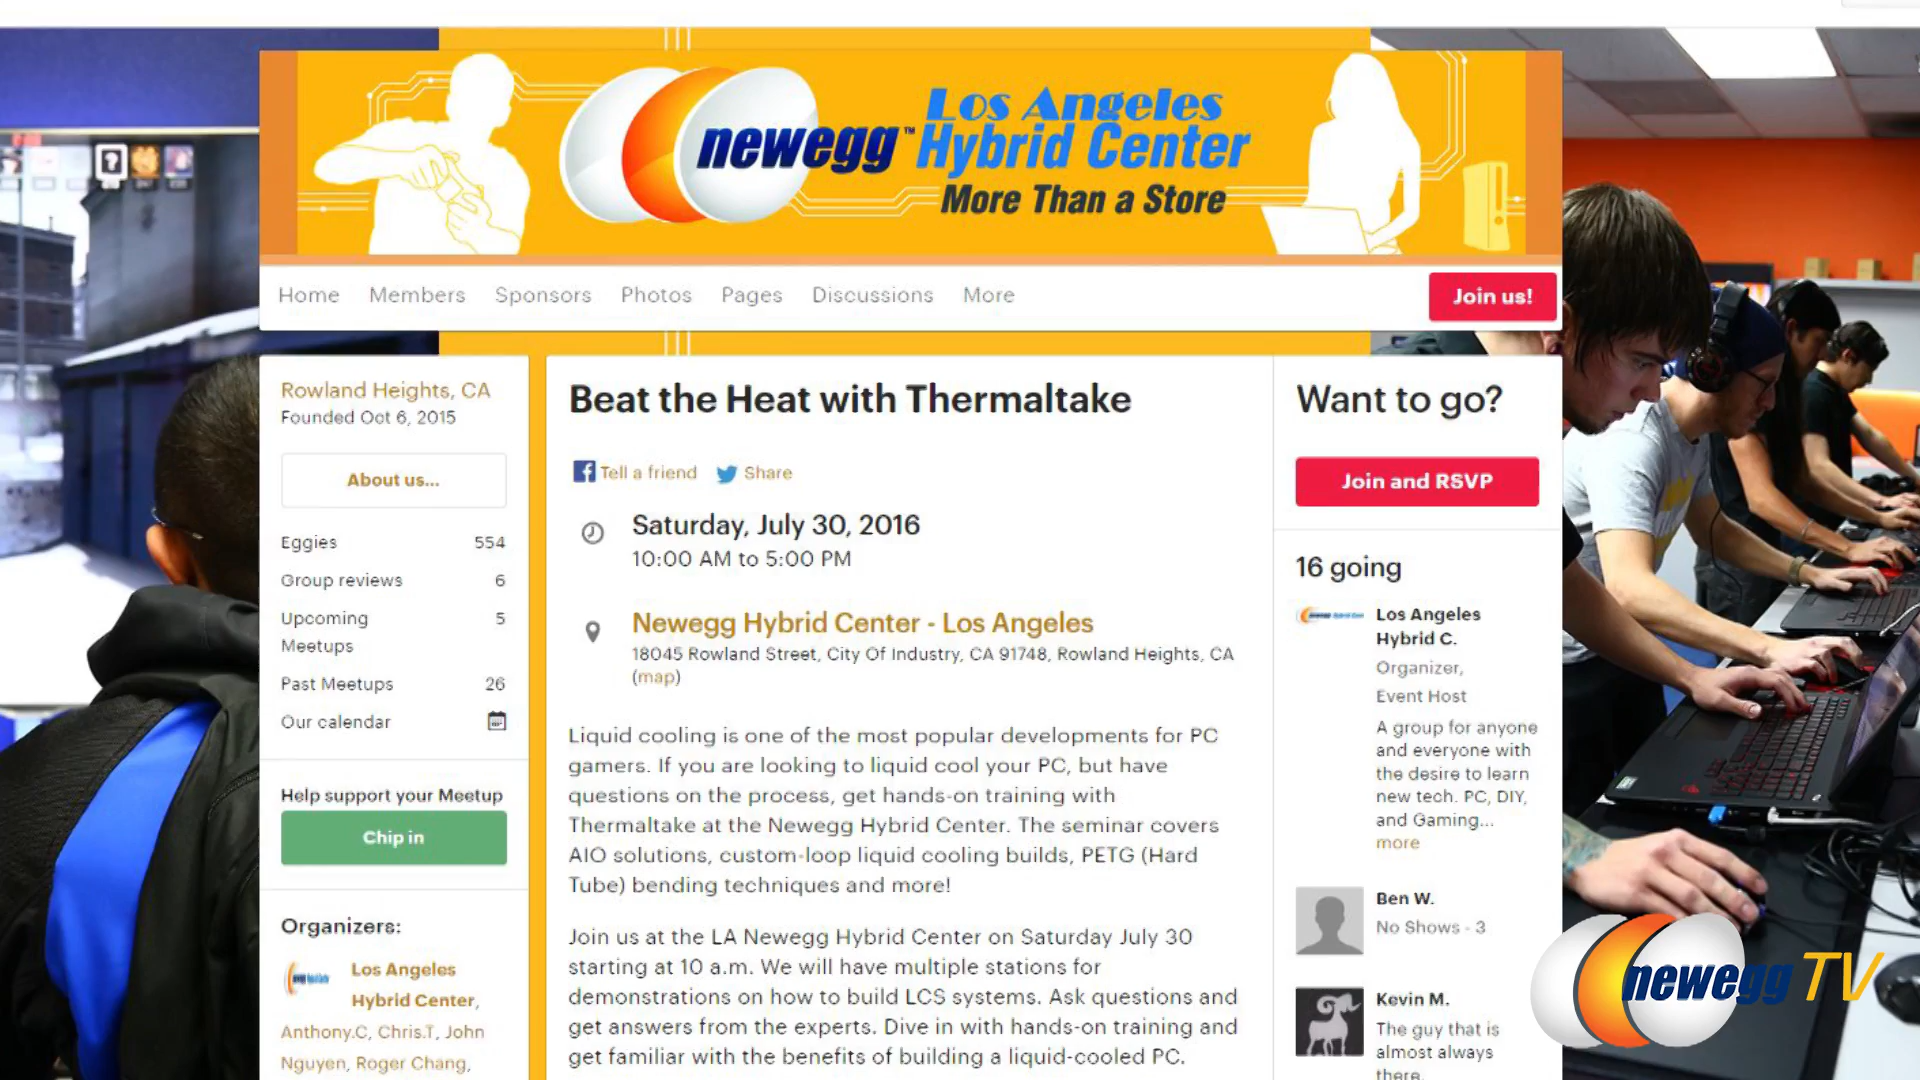 newegg™
Los Angeles
Hybrid Center
More Than a Store
Home Members Sponsors Photos Pages Discussions More
Join us!
Rowland Heights, CA
Founded Oct 6, 2015
About us...
Eggies 554
Group reviews 6
Upcoming 5
Meetups
Past Meetups 26
Our calendar
Help support your Meetup
Chip in
Organizers:
Los Angeles
Hybrid Center,
Anthony.C, Chris.T, John
Nguyen, Roger Chang,
Beat the Heat with Thermaltake
Tell a friend Share
Saturday, July 30, 2016
10:00 AM to 5:00 PM
Newegg Hybrid Center - Los Angeles
18045 Rowland Street, City Of Industry, CA 91748, Rowland Heights, CA
(map)
Liquid cooling is one of the most popular developments for PC
gamers. If you are looking to liquid cool your PC, but have
questions on the process, get hands-on training with
Thermaltake at the Newegg Hybrid Center. The seminar covers
AIO solutions, custom-loop liquid cooling builds, PETG (Hard
Tube) bending techniques and more!
Join us at the LA Newegg Hybrid Center on Saturday July 30
starting at 10 a.m. We will have multiple stations for
demonstrations on how to build LCS systems. Ask questions and
get answers from the experts. Dive in with hands-on training and
get familiar with the benefits of building a liquid-cooled PC.
Want to go?
Join and RSVP
16 going
Los Angeles
Hybrid C.
Organizer,
Event Host
A group for anyone
and everyone with
the desire to learn
new tech. PC, DIY,
and Gaming...
more
Ben W.
No Shows - 3
Kevin M.
The guy that is
almost always
there.
newegg TV